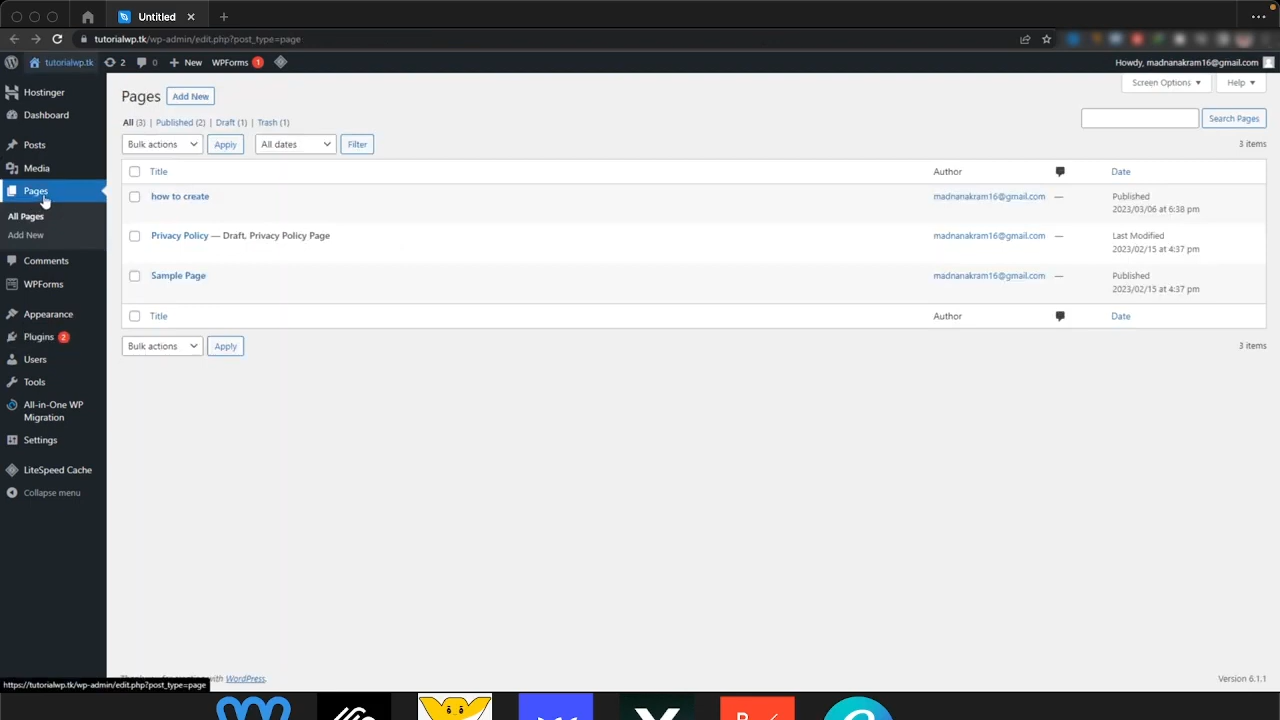 Untitled
tutorialwp.tk/wp-admin/edit.php?post_type=page
tutorialwp.tk 2 0 New WPForms 1 Howdy, madnanakram16@gmail.com
Hostinger
Dashboard
Posts
Media
Pages
All Pages
Add New
Comments
WPForms
Appearance
Plugins 2
Users
Tools
All-in-One WP
Migration
Settings
LiteSpeed Cache
Collapse menu
Screen Options Help
Pages Add New
All (3) | Published (2) | Draft (1) | Trash (1)
Search Pages
Bulk actions Apply All dates Filter 3 items
Title Author Date
how to create madnanakram16@gmail.com — Published
2023/03/06 at 6:38 pm
Privacy Policy — Draft, Privacy Policy Page madnanakram16@gmail.com — Last Modified
2023/02/15 at 4:37 pm
Sample Page madnanakram16@gmail.com — Published
2023/02/15 at 4:37 pm
Title Author Date
Bulk actions Apply 3 items
with WordPress. Version 6.1.1
https://tutorialwp.tk/wp-admin/edit.php?post_type=page